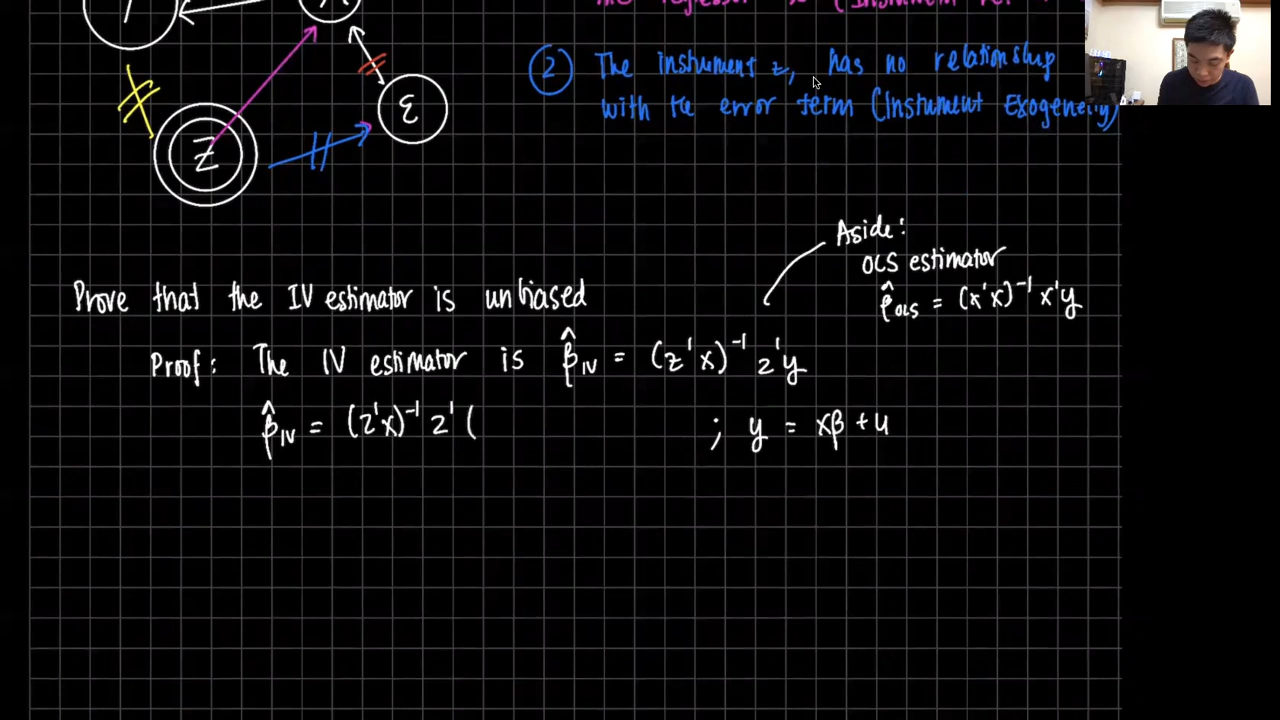 ② The instrument z, has no relationship
with the error term (Instument Exogeneity)
ε
Z
Aside:
OLS estimator
β̂OLS = (x'x)⁻¹ x'y
Prove that the IV estimator is unbiased
Proof: The IV estimator is β̂IV = (z'x)⁻¹ z'y
β̂IV = (z'x)⁻¹ z' ( ; y = xβ + u